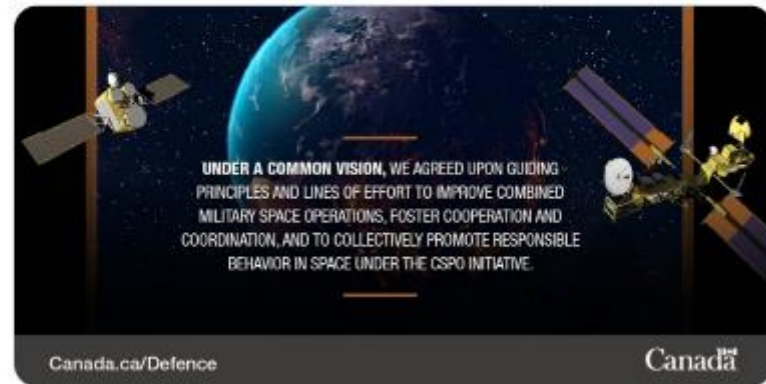 UNDER A COMMON VISION, WE AGREED UPON GUIDING
PRINCIPLES AND LINES OF EFFORT TO IMPROVE COMBINED
MILITARY SPACE OPERATIONS, FOSTER COOPERATION AND
COORDINATION, AND TO COLLECTIVELY PROMOTE RESPONSIBLE
BEHAVIOR IN SPACE UNDER THE CSPO INITIATIVE.
Canada.ca/Defence
Canada